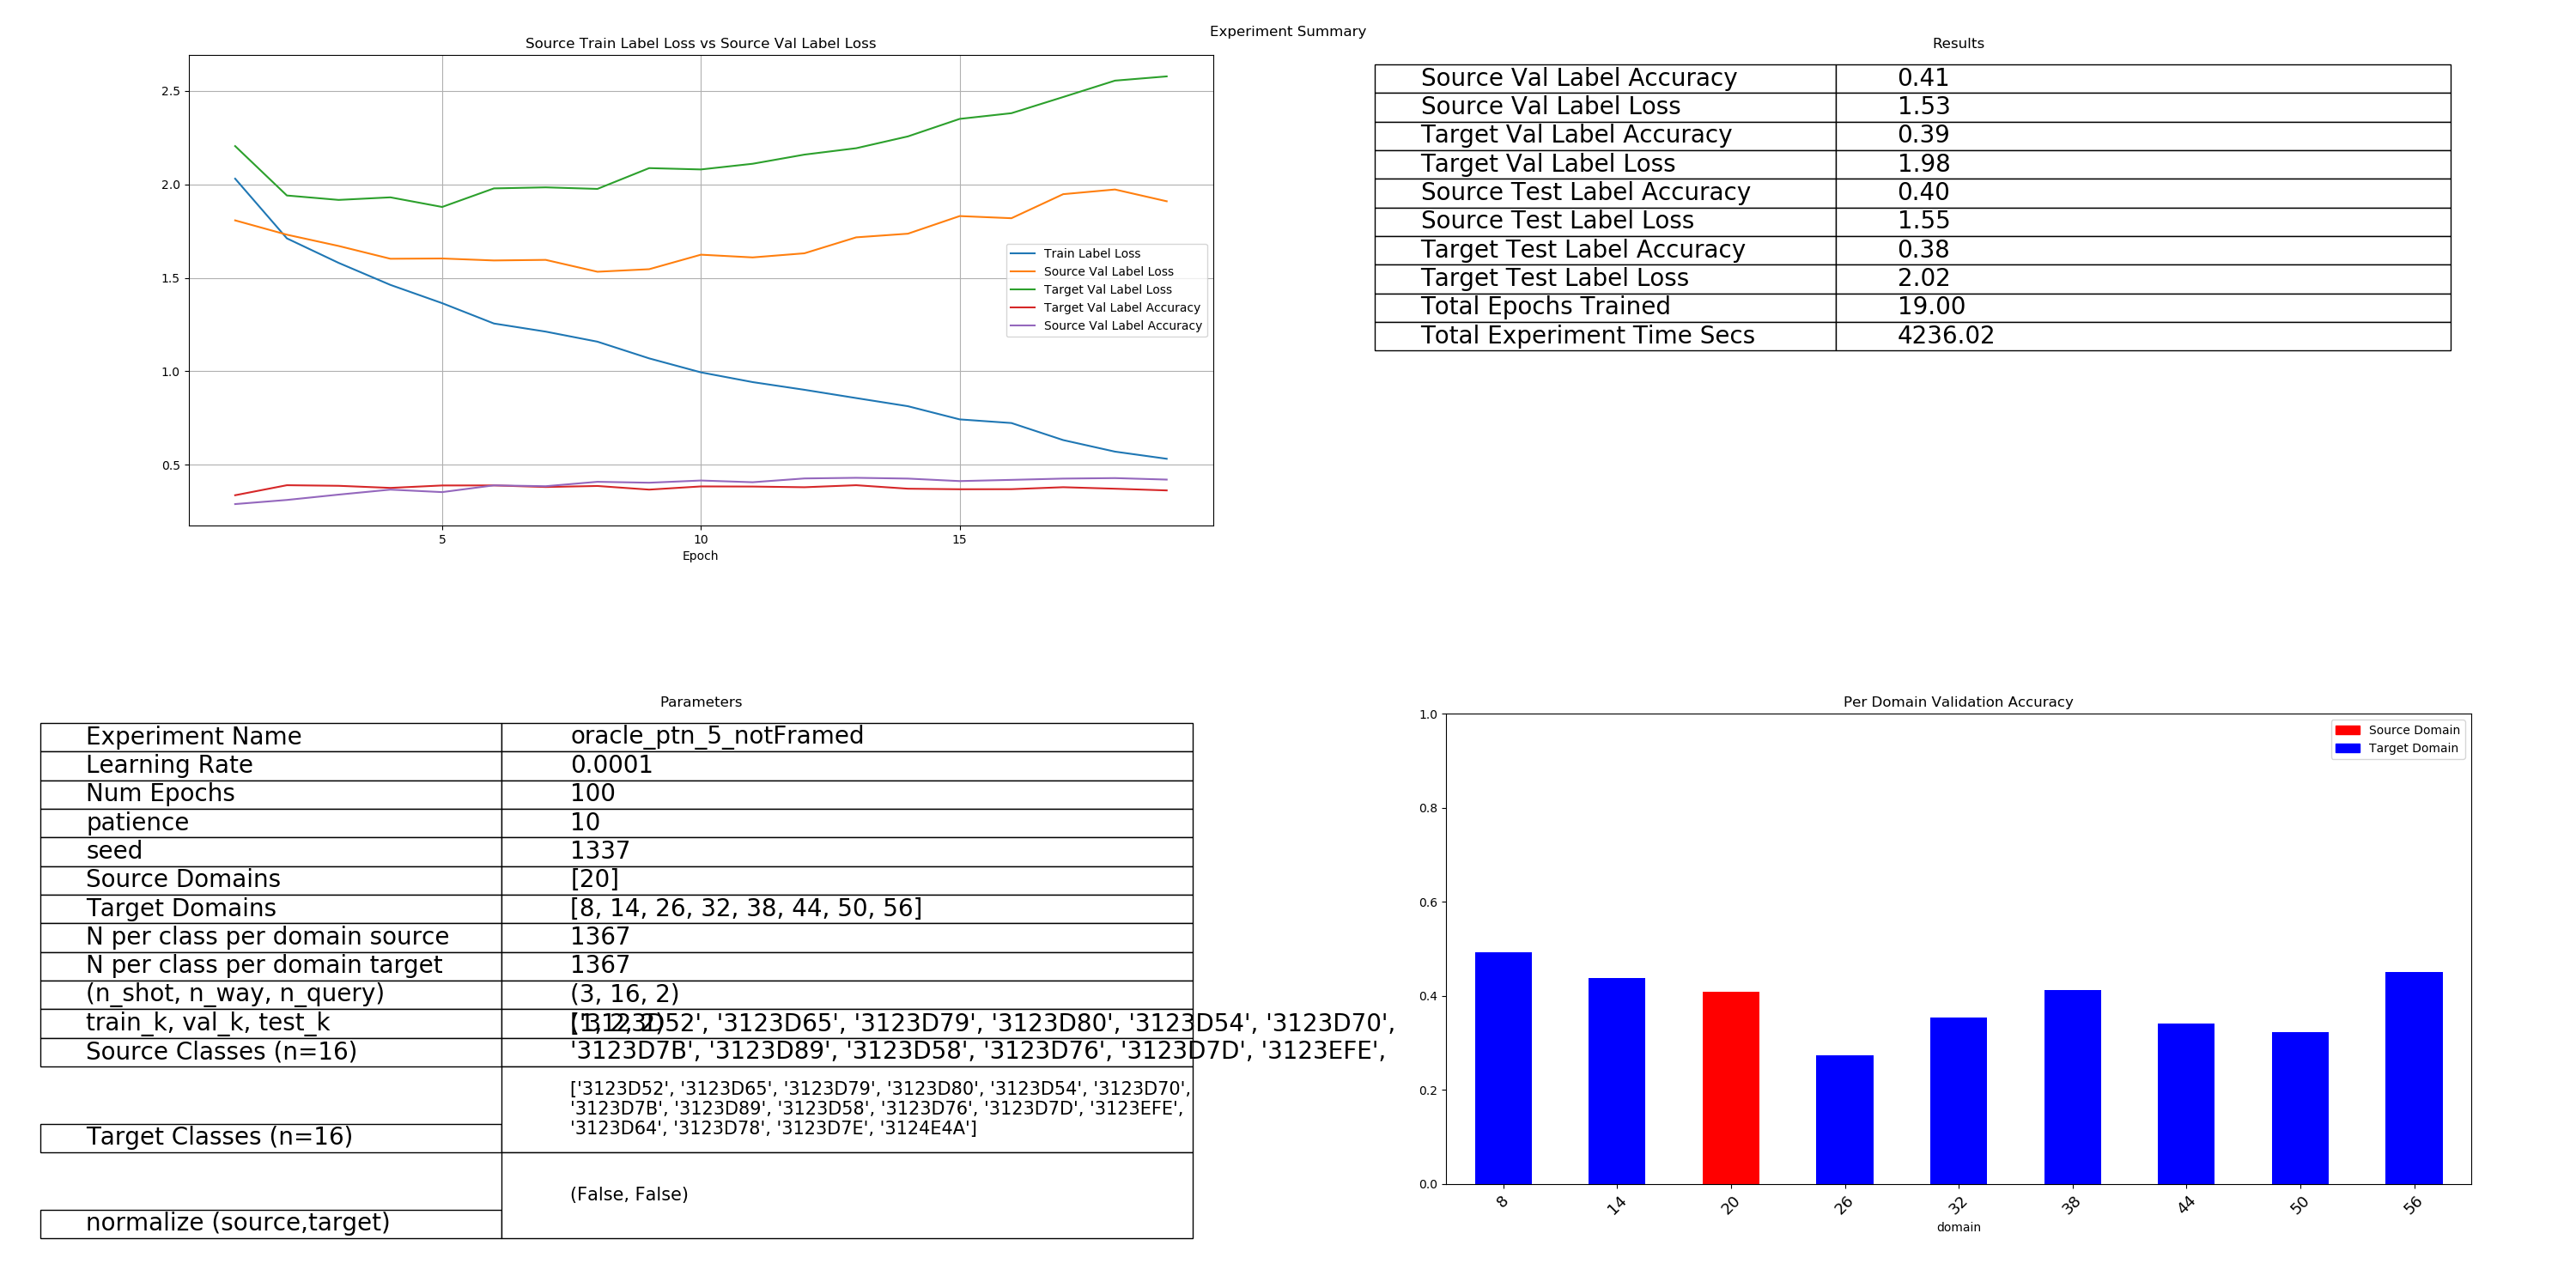 Experiment Summary
Source Train Label Loss vs Source Val Label Loss
2.5
2.0
1.5
1.0
0.5
5
10
15
Epoch
Train Label Loss
Source Val Label Loss
Target Val Label Loss
Target Val Label Accuracy
Source Val Label Accuracy
Results
Source Val Label Accuracy 0.41
Source Val Label Loss 1.53
Target Val Label Accuracy 0.39
Target Val Label Loss 1.98
Source Test Label Accuracy 0.40
Source Test Label Loss 1.55
Target Test Label Accuracy 0.38
Target Test Label Loss 2.02
Total Epochs Trained 19.00
Total Experiment Time Secs 4236.02
Parameters
Experiment Name oracle_ptn_5_notFramed
Learning Rate 0.0001
Num Epochs 100
patience 10
seed 1337
Source Domains [20]
Target Domains [8, 14, 26, 32, 38, 44, 50, 56]
N per class per domain source 1367
N per class per domain target 1367
(n_shot, n_way, n_query) (3, 16, 2)
train_k, val_k, test_k '3123D65', '3123D79', '3123D80', '3123D54', '3123D70',
Source Classes (n=16) '3123D7B', '3123D89', '3123D58', '3123D76', '3123D7D', '3123EFE',
['3123D52', '3123D65', '3123D79', '3123D80', '3123D54', '3123D70',
'3123D7B', '3123D89', '3123D58', '3123D76', '3123D7D', '3123EFE',
'3123D64', '3123D78', '3123D7E', '3124E4A']
Target Classes (n=16)
(False, False)
normalize (source,target)
Per Domain Validation Accuracy
1.0
0.8
0.6
0.4
0.2
0.0
Source Domain
Target Domain
8
14
20
26
32
38
44
50
56
domain